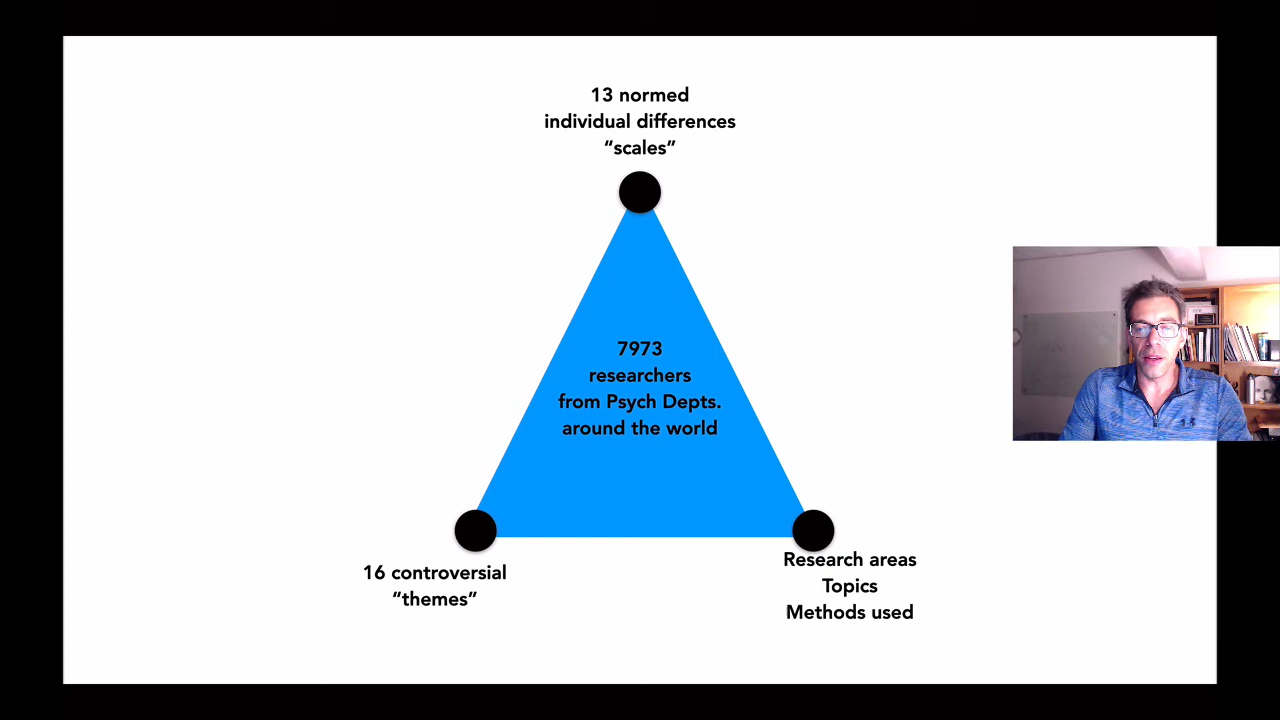 13 normed
individual differences
“scales”
7973
researchers
from Psych Depts.
around the world
16 controversial
“themes”
Research areas
Topics
Methods used